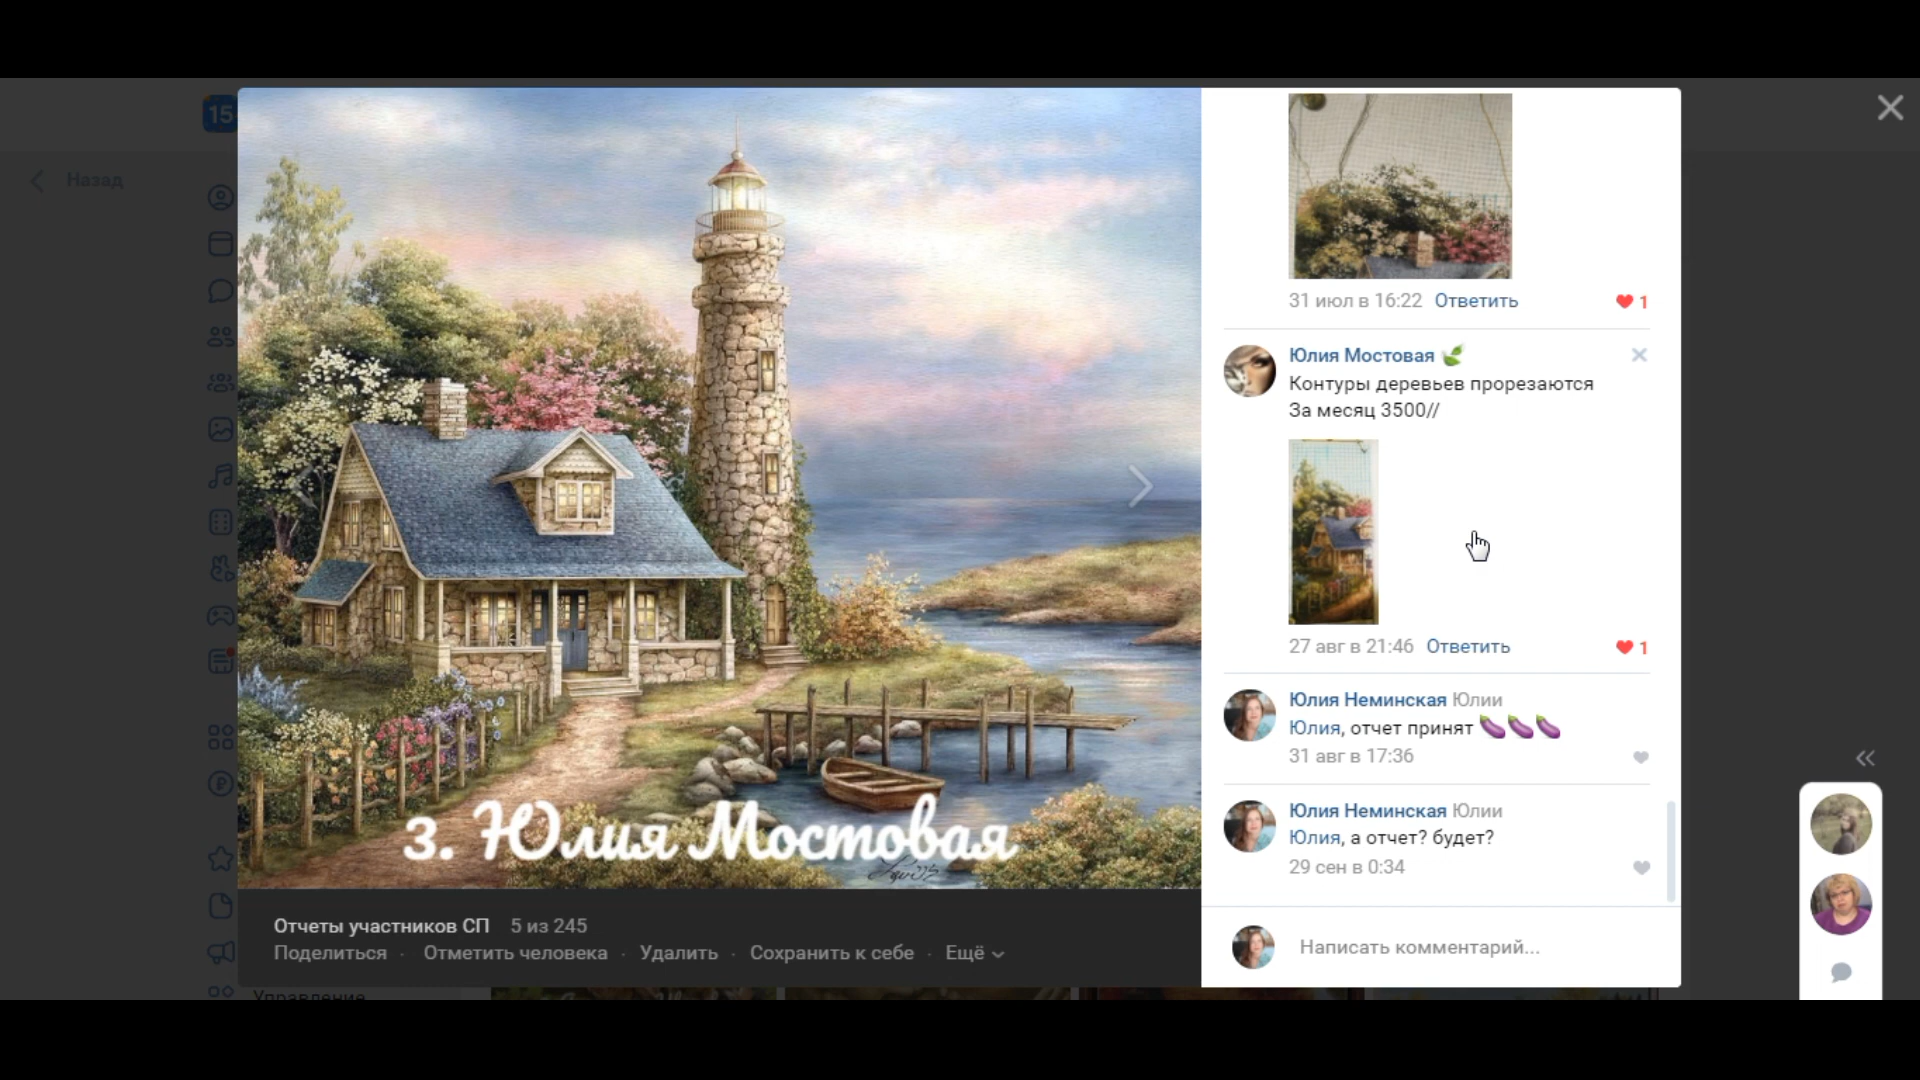 15
Назад
Управление
3. Юлия Мостовая
Отчеты участников СП 5 из 245
Поделиться · Отметить человека · Удалить · Сохранить к себе · Ещё
31 июл в 16:22 Ответить
1
Юлия Мостовая
Контуры деревьев прорезаются
За месяц 3500//
27 авг в 21:46 Ответить
1
Юлия Неминская Юлии
Юлия, отчет принят 🍆🍆🍆
31 авг в 17:36
Юлия Неминская Юлии
Юлия, а отчет? будет?
29 сен в 0:34
Написать комментарий...